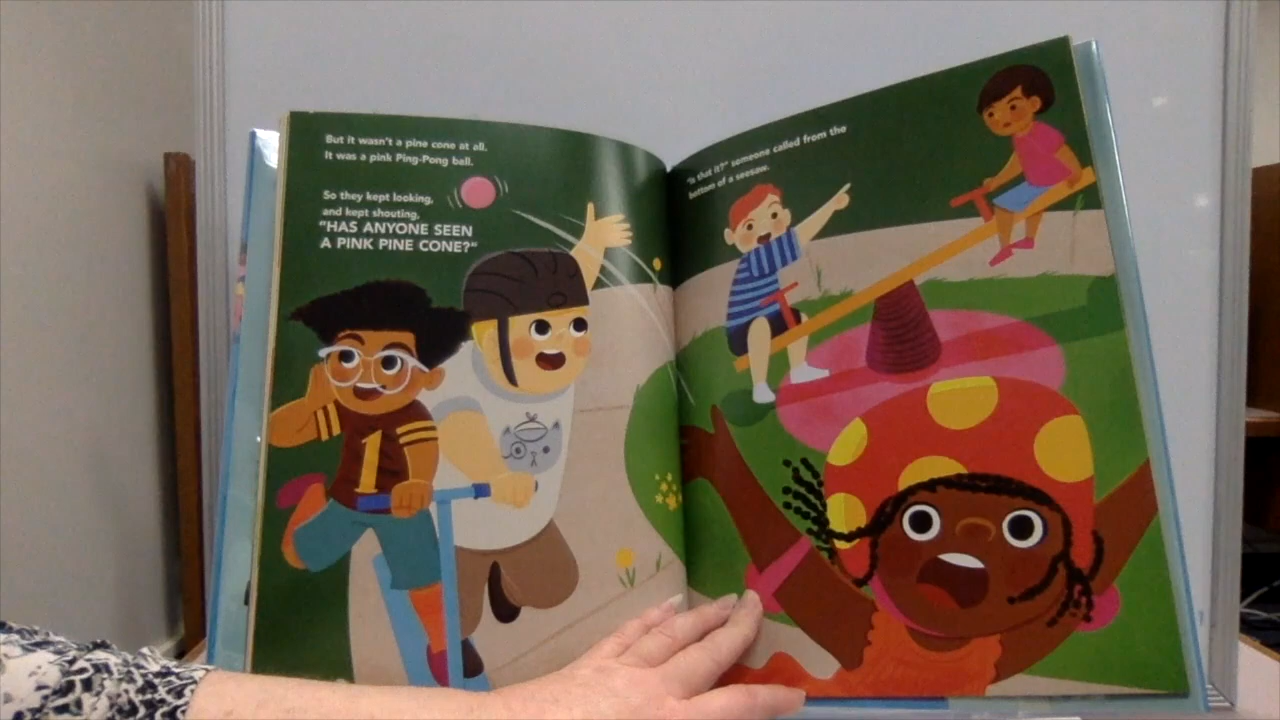 But it wasn't a pine cone at all.
It was a pink Ping-Pong ball.
So they kept looking,
and kept shouting,
"HAS ANYONE SEEN
A PINK PINE CONE?"
"Is that it?" someone called from the
bottom of a seesaw.
1